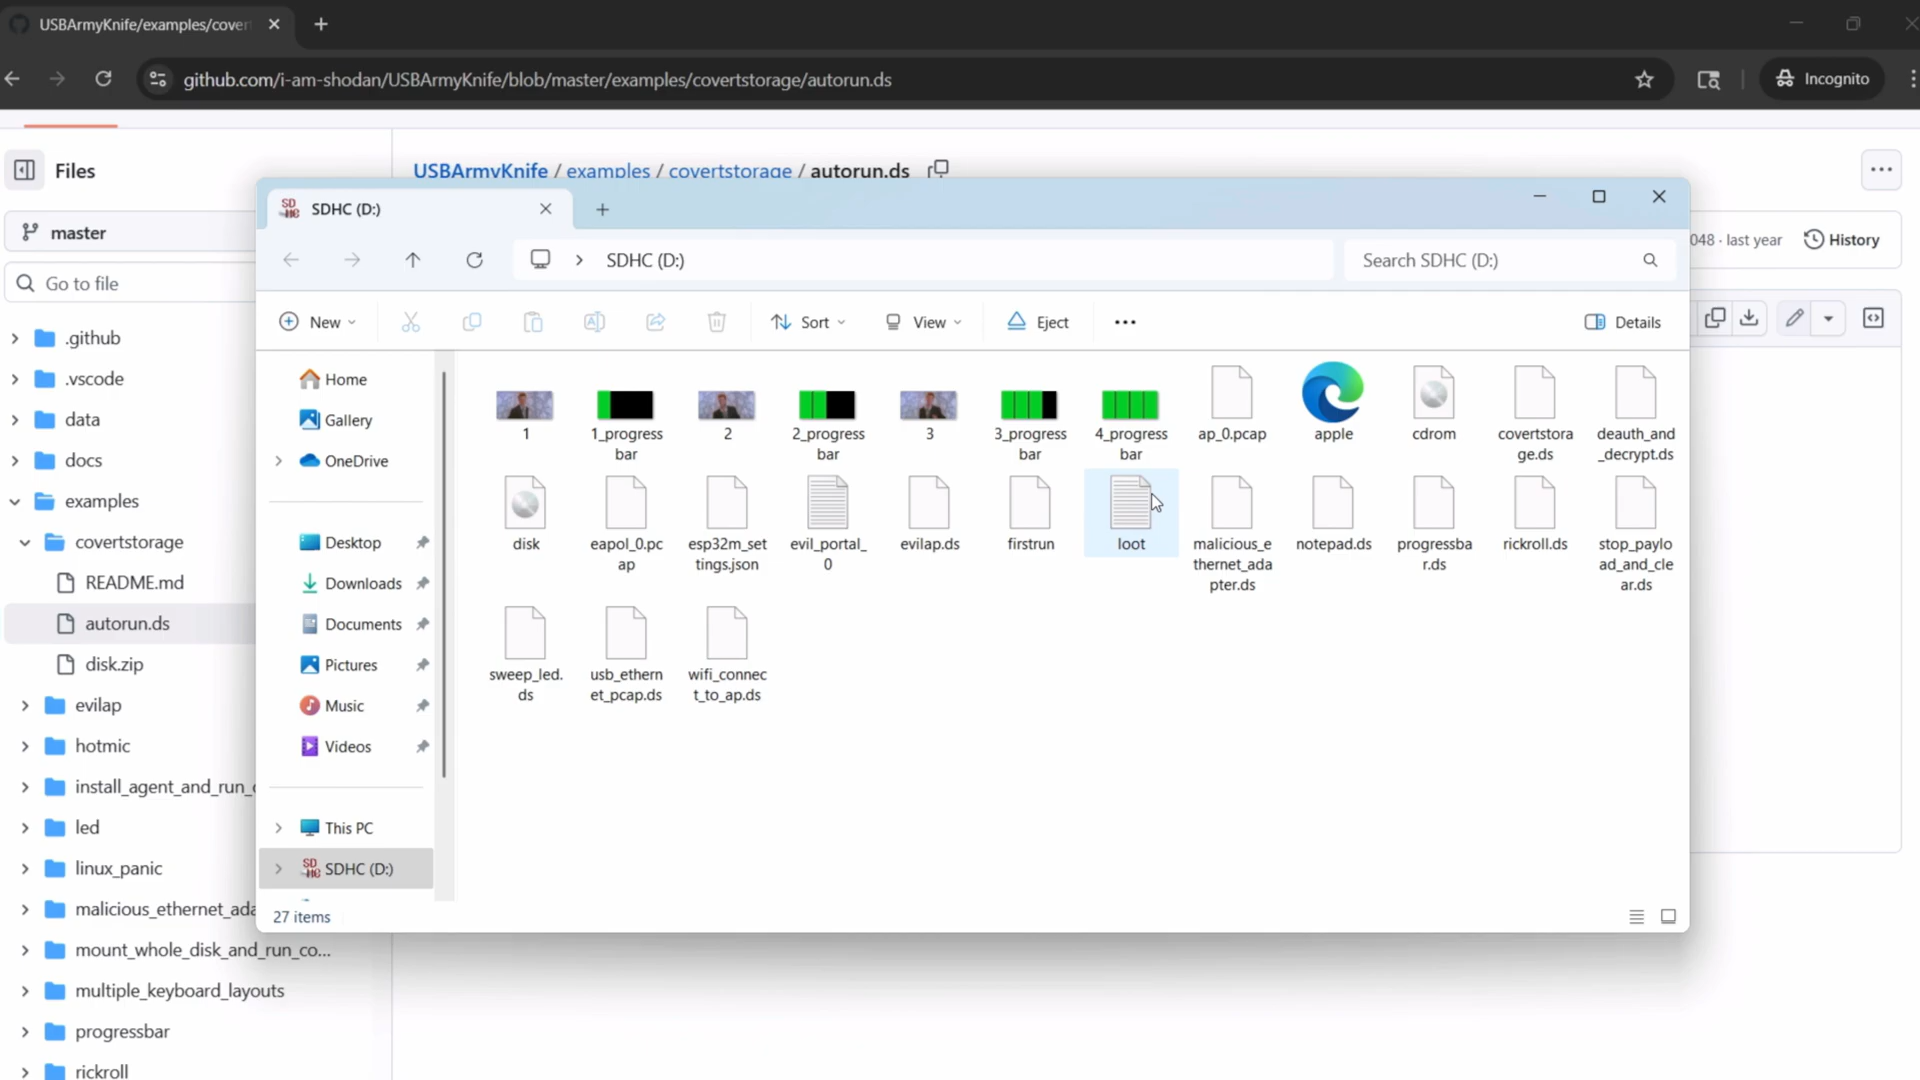 USBArmyKnife/examples/cover
github.com/i-am-shodan/USBArmyKnife/blob/master/examples/covertstorage/autorun.ds
Incognito
Files
USBArmyKnife / examples / covertstorage / autorun.ds
master
048 · last year
History
Go to file
.github
.vscode
data
docs
examples
covertstorage
README.md
autorun.ds
disk.zip
evilap
hotmic
install_agent_and_run_
led
linux_panic
malicious_ethernet_ada
mount_whole_disk_and_run_co...
multiple_keyboard_layouts
progressbar
rickroll
SDHC (D:)
SDHC (D:)
Search SDHC (D:)
New
Sort
View
Eject
Details
Home
Gallery
OneDrive
Desktop
Downloads
Documents
Pictures
Music
Videos
This PC
SD
HC
SDHC (D:)
1
1_progress
bar
2
2_progress
bar
3
3_progress
bar
4_progress
bar
ap_0.pcap
apple
cdrom
covertstora
ge.ds
deauth_and
_decrypt.ds
disk
eapol_0.pc
ap
esp32m_set
tings.json
evil_portal_
0
evilap.ds
firstrun
loot
malicious_e
thernet_ada
pter.ds
notepad.ds
progressba
r.ds
rickroll.ds
stop_paylo
ad_and_cle
ar.ds
sweep_led.
ds
usb_ethern
et_pcap.ds
wifi_connec
t_to_ap.ds
27 items